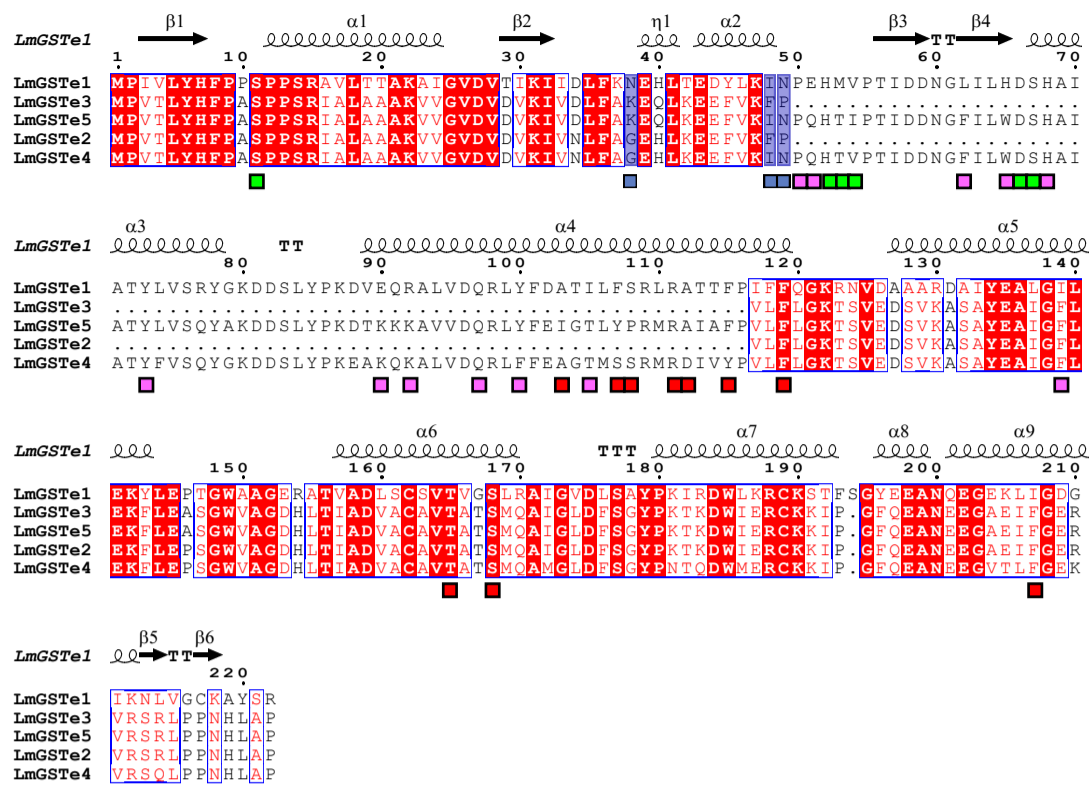 β1 α1 β2 η1 α2 β3 β4
LmGSTe1 TT
1 10 20 30 40 50 60 70
LmGSTe1 MPIVLYHFPPSPPSRAVLTTAKAIGVDVTIKIIDLFKNEHLTEDYLKINPEHMVPTIDDNGLILHDSHAI
LmGSTe3 MPVTLYHFPASPPSRIALAAAKVVGVDVDVKIVDLFAKEQLKEEFVKFP.....................
LmGSTe5 MPVTLYHFPASPPSRIALAAAKVVGVDVDVKIVDLFAKEQLKEEFVKINPQHTIPTIDDNGFILWDSHAI
LmGSTe2 MPVTLYHFPASPPSRIALAAAKVVGVDVDVKIVNLFAGEHLKEEFVKFP.....................
LmGSTe4 MPVTLYHFPASPPSRIALAAAKVVGVDVDVKIVNLFAGEHLKEEFVKINPQHTVPTIDDNGFILWDSHAI
α3 α4 α5
LmGSTe1 TT
80 90 100 110 120 130 140
LmGSTe1 ATYLVSRYGKDDSLYPKDVEQRALVDQRLYFDATILFSRLRATTFPIFFQGKRNVDAAARDAIYEALGIL
LmGSTe3 ..............................................VLFLGKTSVEDSVKASAYEAIGFL
LmGSTe5 ATYLVSQYAKDDSLYPKDTKKKAVVDQRLYFEIGTLYPRMRAIAFPVLFLGKTSVEDSVKASAYEAIGFL
LmGSTe2 ..............................................VLFLGKTSVEDSVKASAYEAIGFL
LmGSTe4 ATYFVSQYGKDDSLYPKEAKQKALVDQRLFFEAGTMSSRMRDIVYPVLFLGKTSVEDSVKASAYEAIGFL
α6 α7 α8 α9
LmGSTe1 TTT
150 160 170 180 190 200 210
LmGSTe1 EKYLEPTGWAAGERATVADLSCSVTVGSLRAIGVDLSAYPKIRDWLKRCKSTFSGYEEANQEGEKLIGDG
LmGSTe3 EKFLEASGWVAGDHLTIADVACAVTATSMQAIGLDFSGYPKTKDWIERCKKIP.GFQEANEEGAEIFGER
LmGSTe5 EKFLEASGWVAGDHLTIADVACAVTATSMQAIGLDFSGYPKTKDWIERCKKIP.GFQEANEEGAEIFGER
LmGSTe2 EKFLEPSGWVAGDHLTIADVACAVTATSMQAIGLDFSGYPKTKDWIERCKKIP.GFQEANEEGAEIFGER
LmGSTe4 EKFLEPSGWVAGDHLTIADVACAVTATSMQAMGLDFSGYPNTQDWMERCKKIP.GFQEANEEGVTLFGEK
β5 β6
LmGSTe1 TT
220
LmGSTe1 IKNLVGCKAYSR
LmGSTe3 VRSRLPPNHLAP
LmGSTe5 VRSRLPPNHLAP
LmGSTe2 VRSRLPPNHLAP
LmGSTe4 VRSQLPPNHLAP